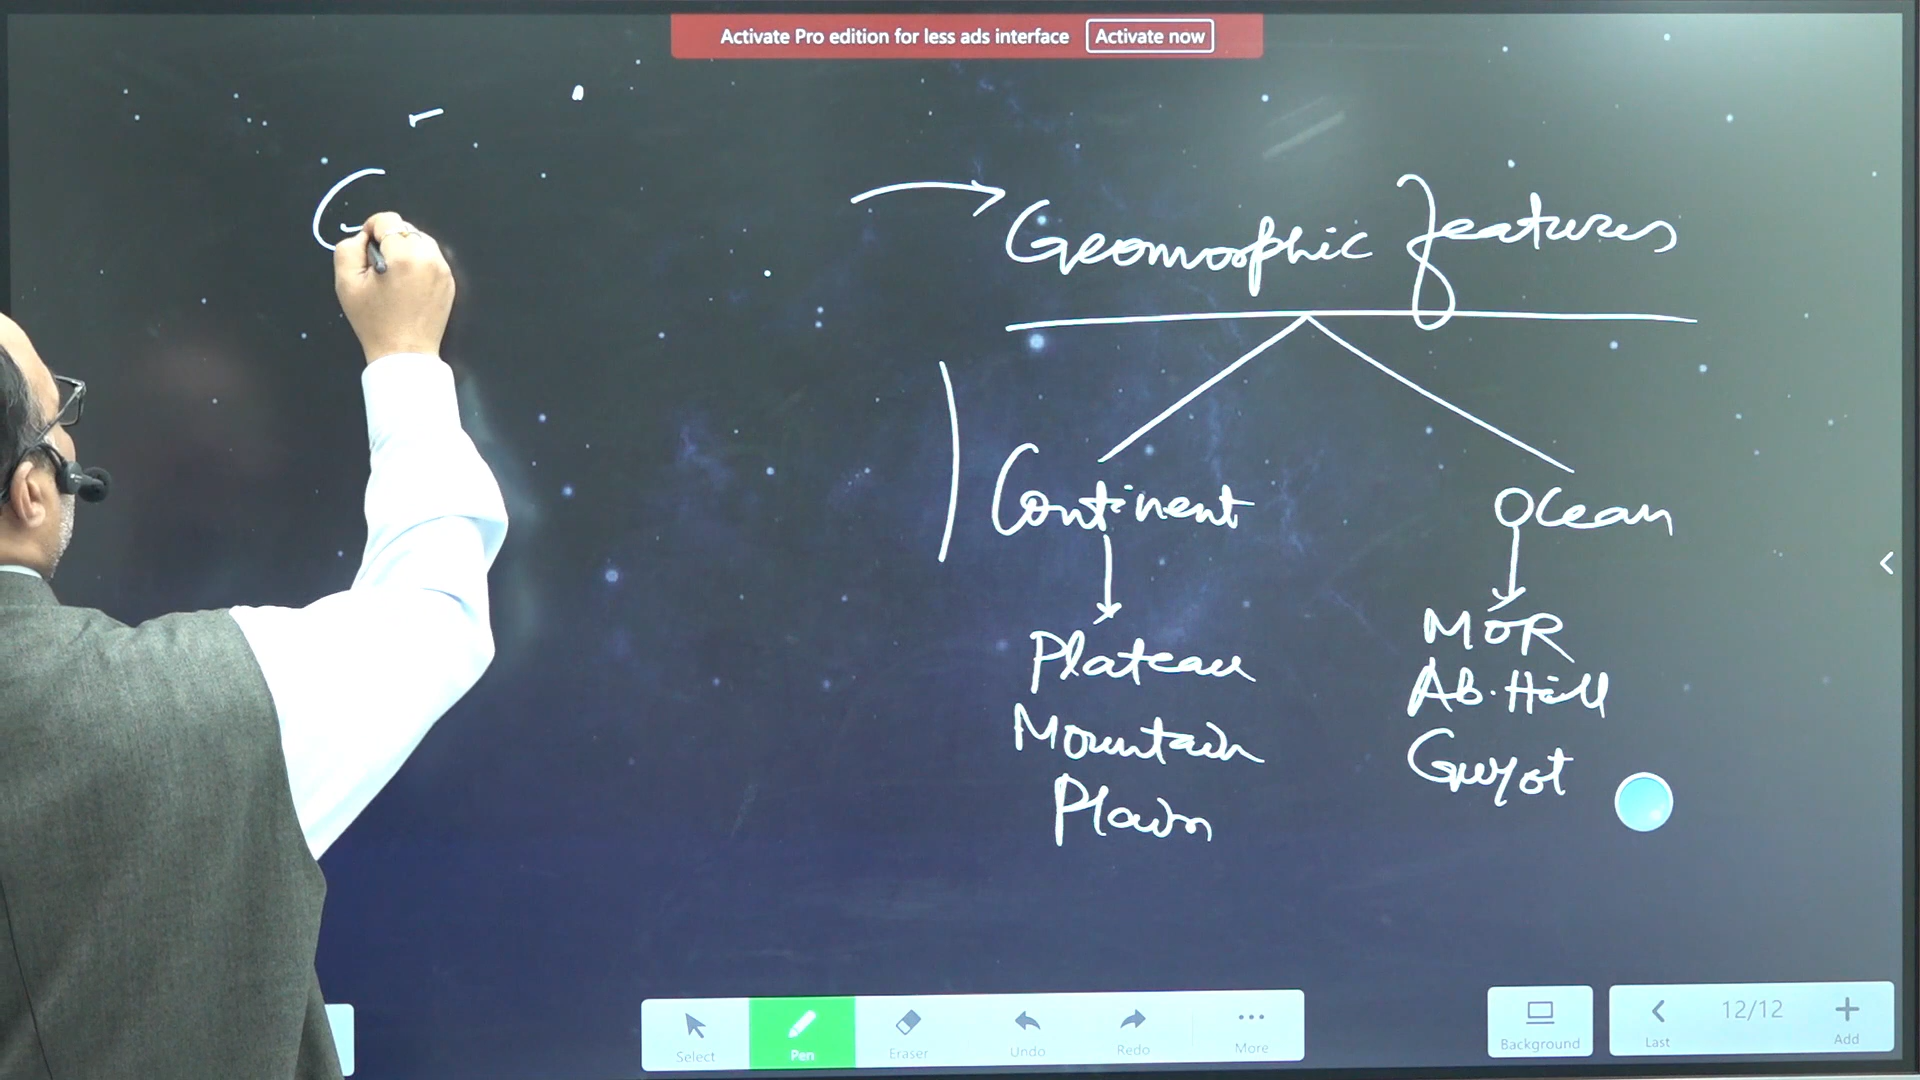 Activate Pro edition for less ads interface Activate now
G
Geomorphic features
Continent Ocean
Plateau MOR
Mountain Ab. Hill
Plain Guyot
Select Pen Eraser Undo Redo More Background Last 12/12 Add